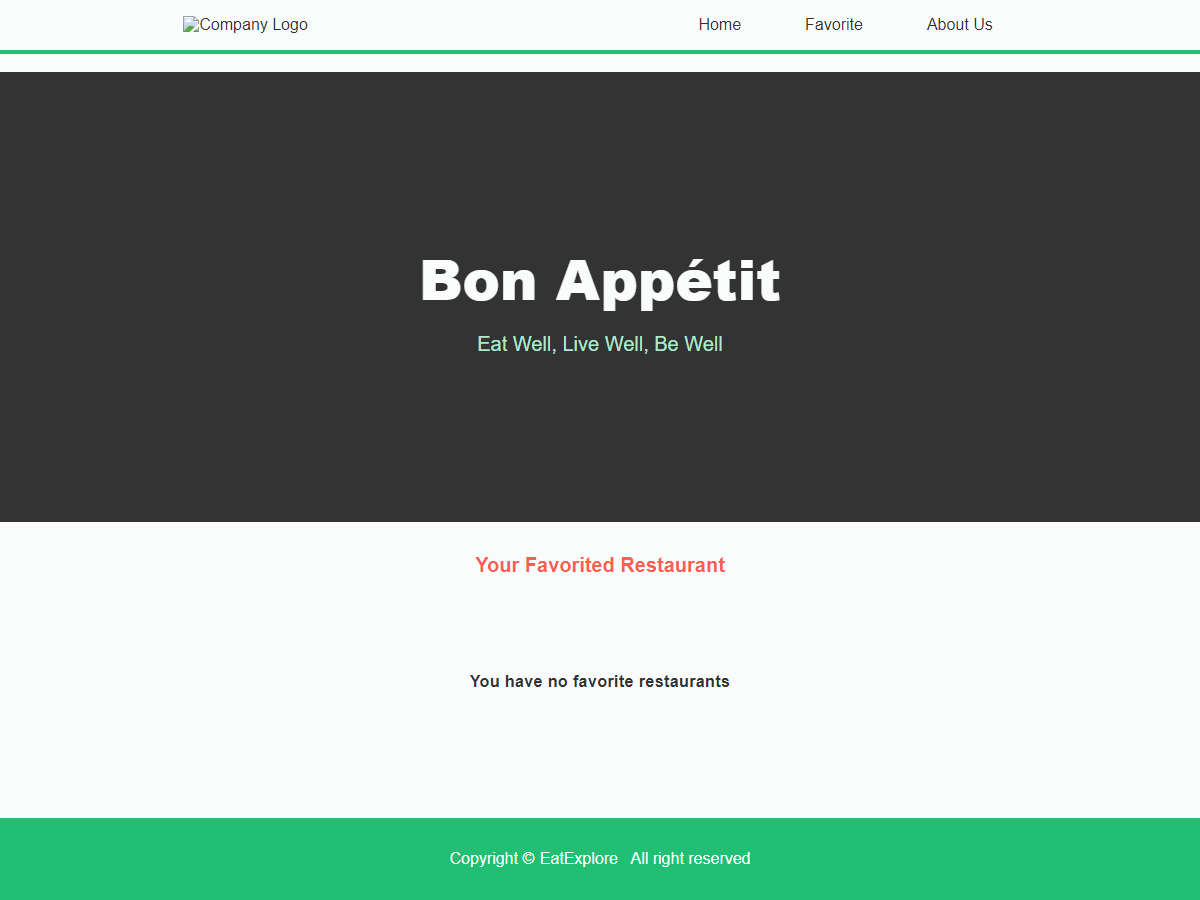 Company Logo Home Favorite About Us
Bon Appétit
Eat Well, Live Well, Be Well
Your Favorited Restaurant
You have no favorite restaurants
Copyright © EatExplore All right reserved